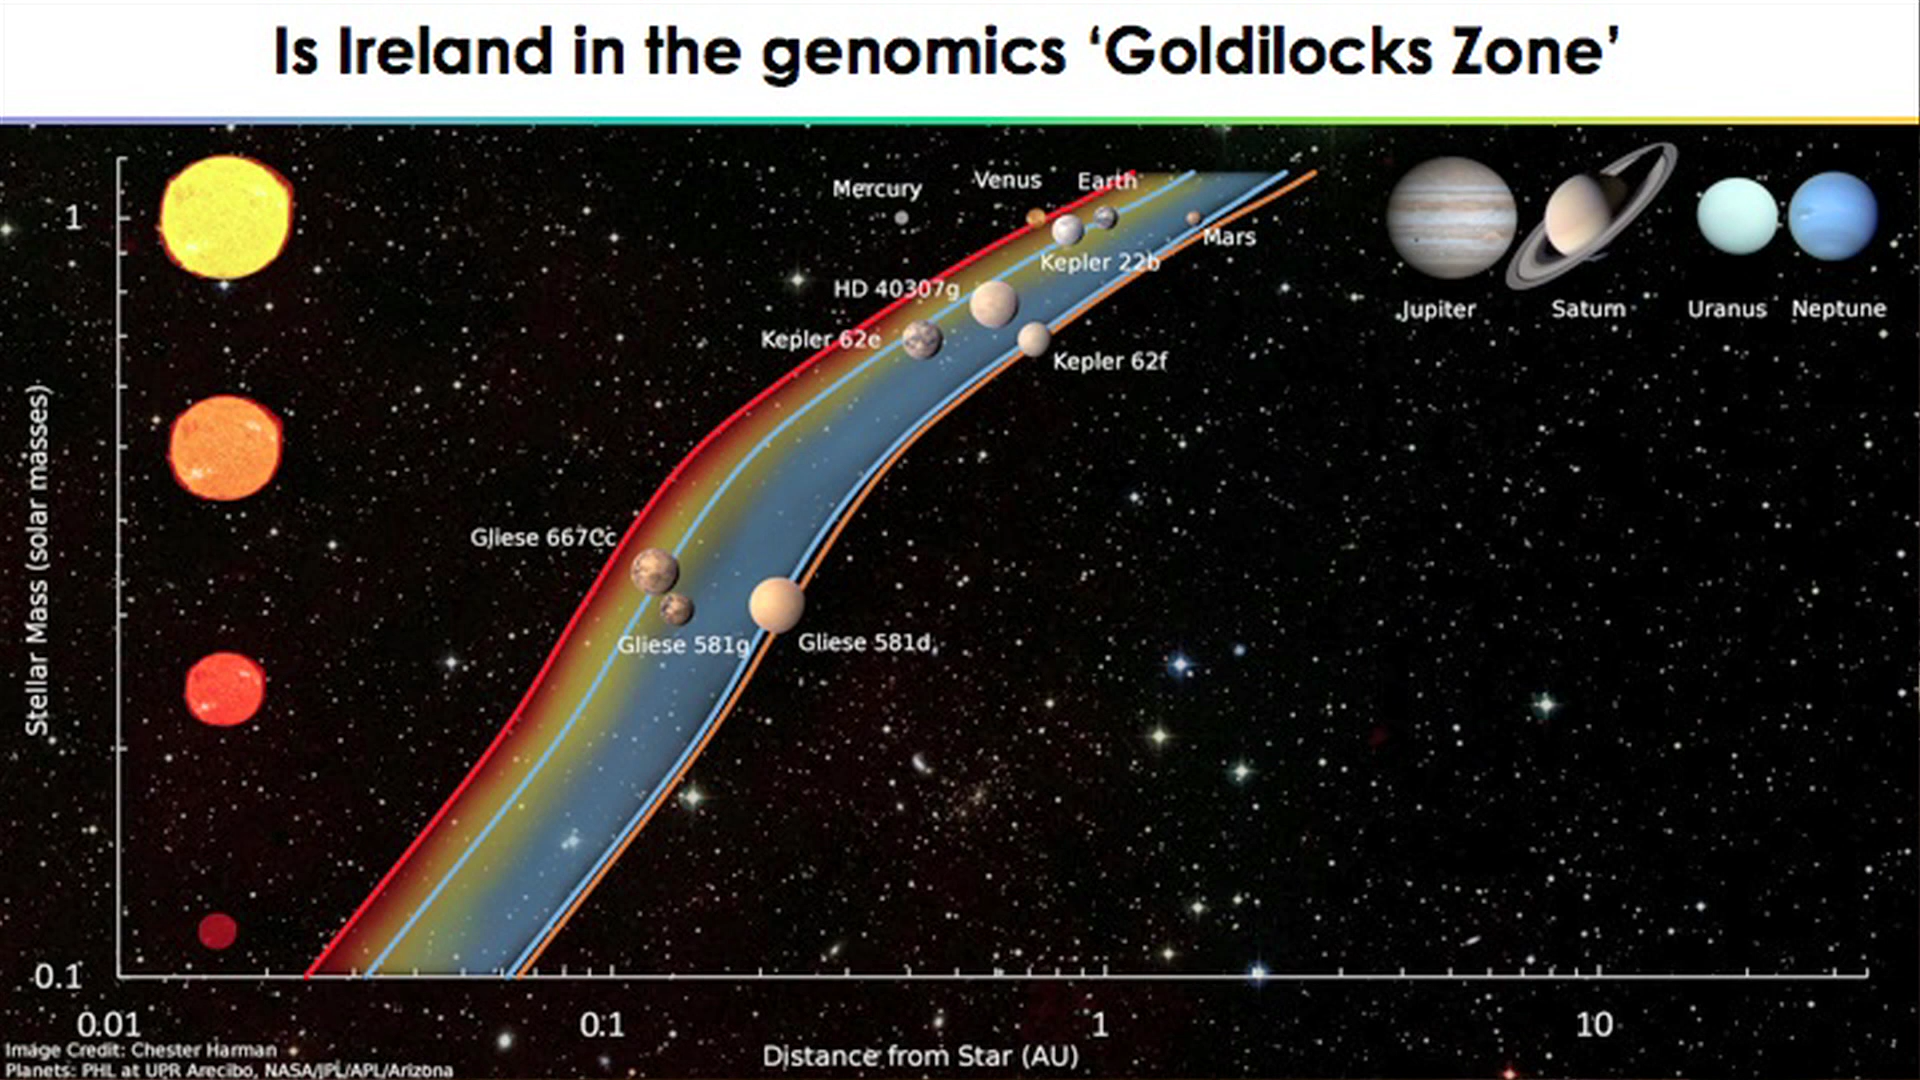 Is Ireland in the genomics ‘Goldilocks Zone’
Mercury
Venus
Earth
1
Mars
Kepler 22b
HD 40307g
Jupiter
Saturn
Uranus
Neptune
Kepler 62e
Kepler 62f
Stellar Mass (solar masses)
Gliese 667Cc
Gliese 581g
Gliese 581d
0.1
0.01
0.1
1
10
Distance from Star (AU)
Image Credit: Chester Harman
Planets: PHL at UPR Arecibo, NASA/JPL/APL/Arizona